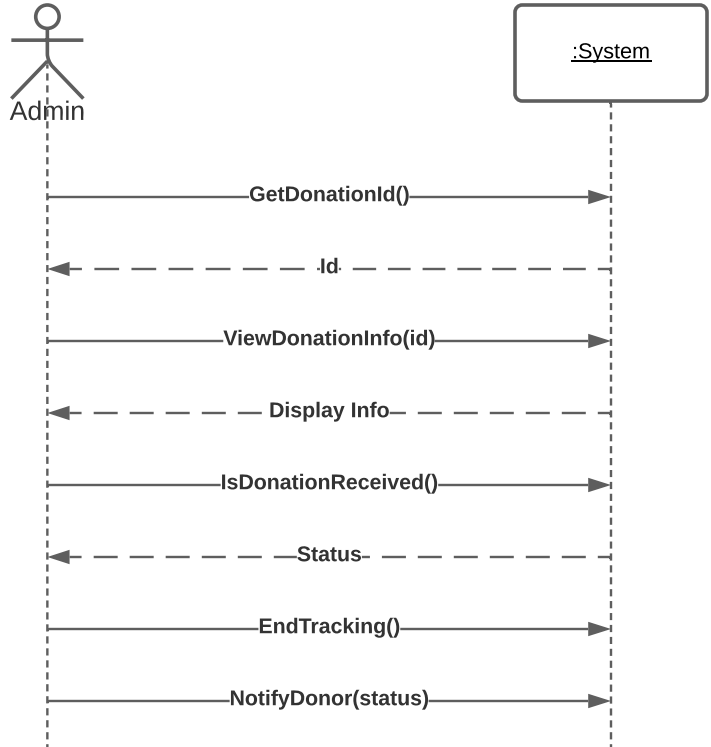 Admin
:System
GetDonationId()
Id
ViewDonationInfo(id)
Display Info
IsDonationReceived()
Status
EndTracking()
NotifyDonor(status)